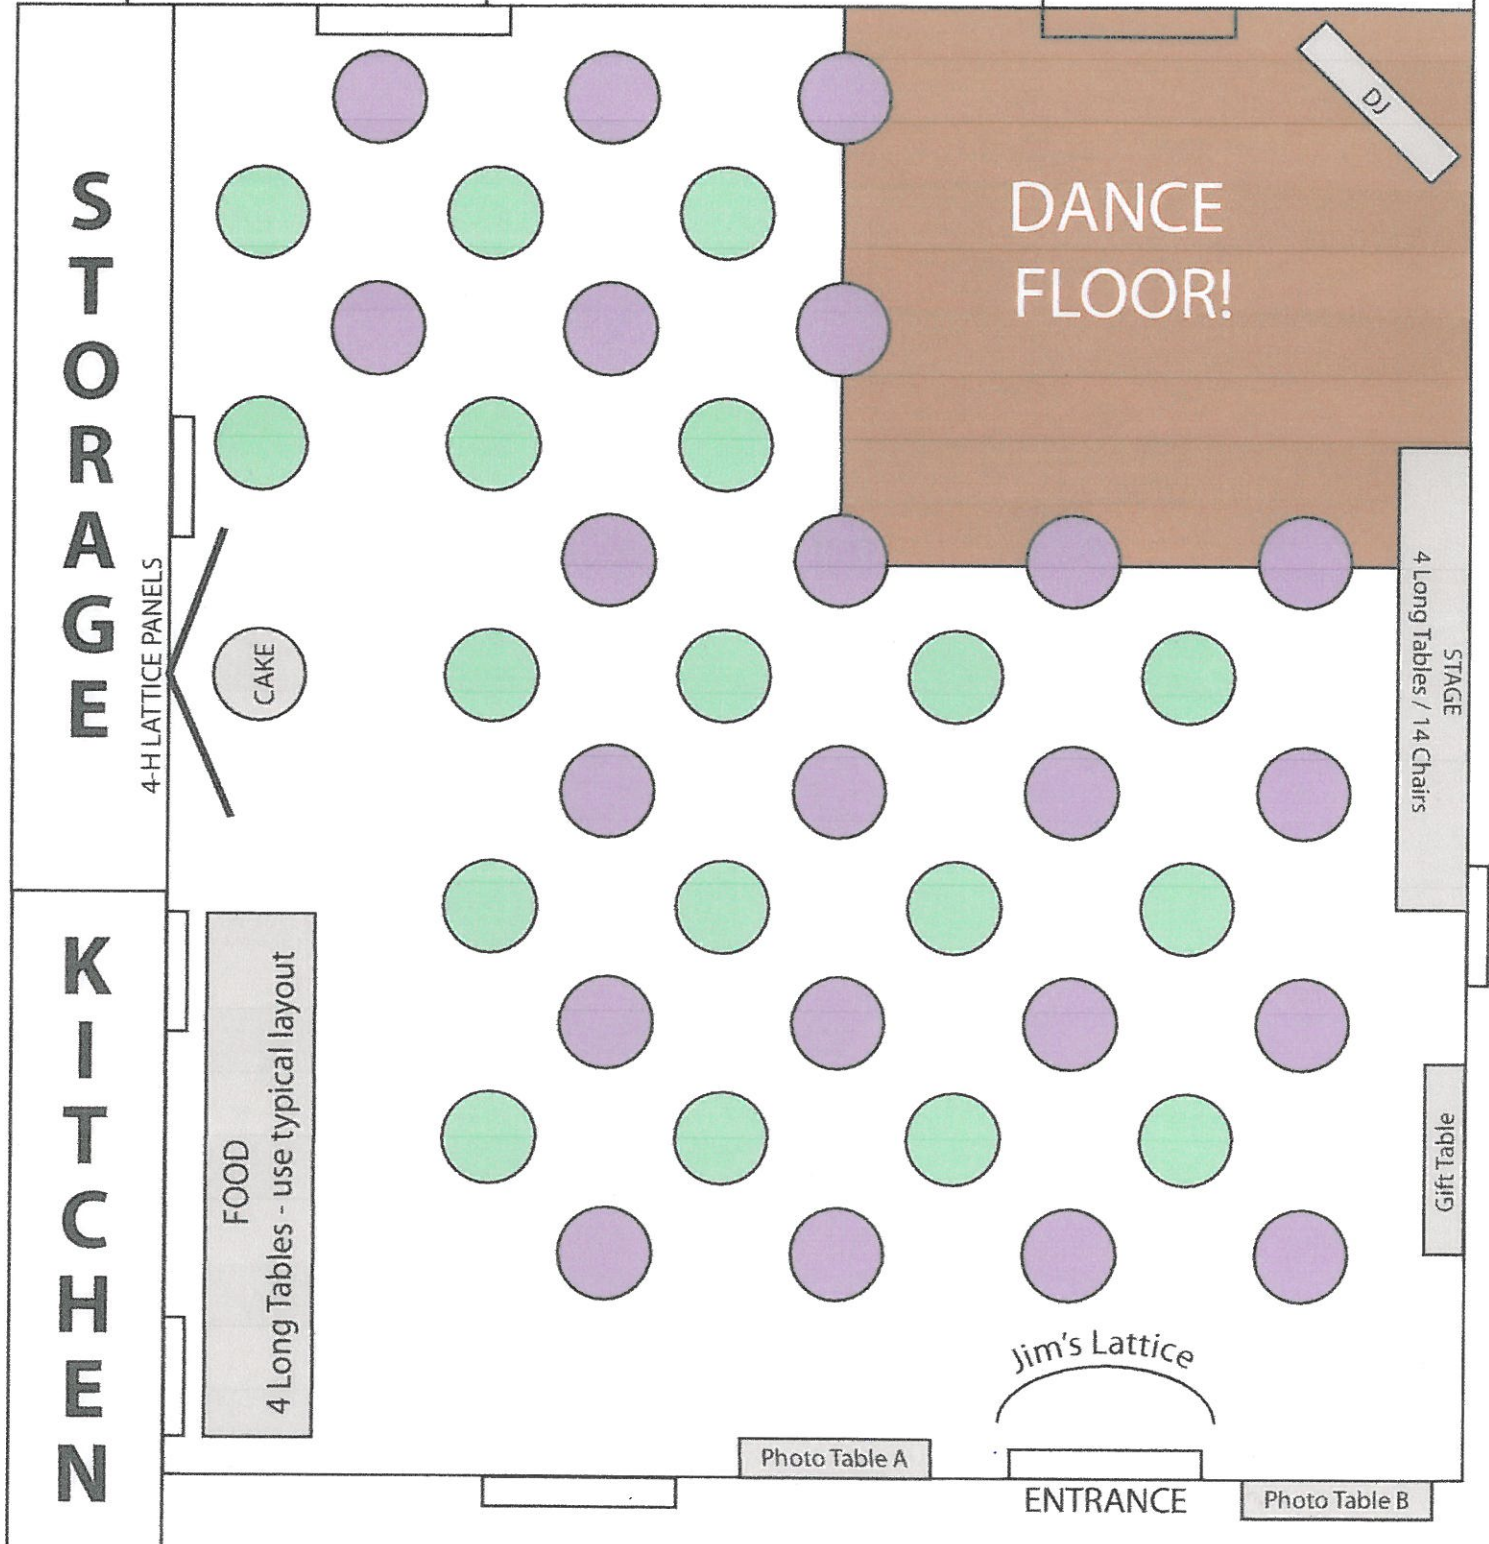 STORAGE
KITCHEN
4-H LATTICE PANELS
CAKE
FOOD
4 Long Tables - use typical layout
DANCE
FLOOR!
DJ
STAGE
4 Long Tables / 14 Chairs
Gift Table
Jim's Lattice
Photo Table A
ENTRANCE
Photo Table B